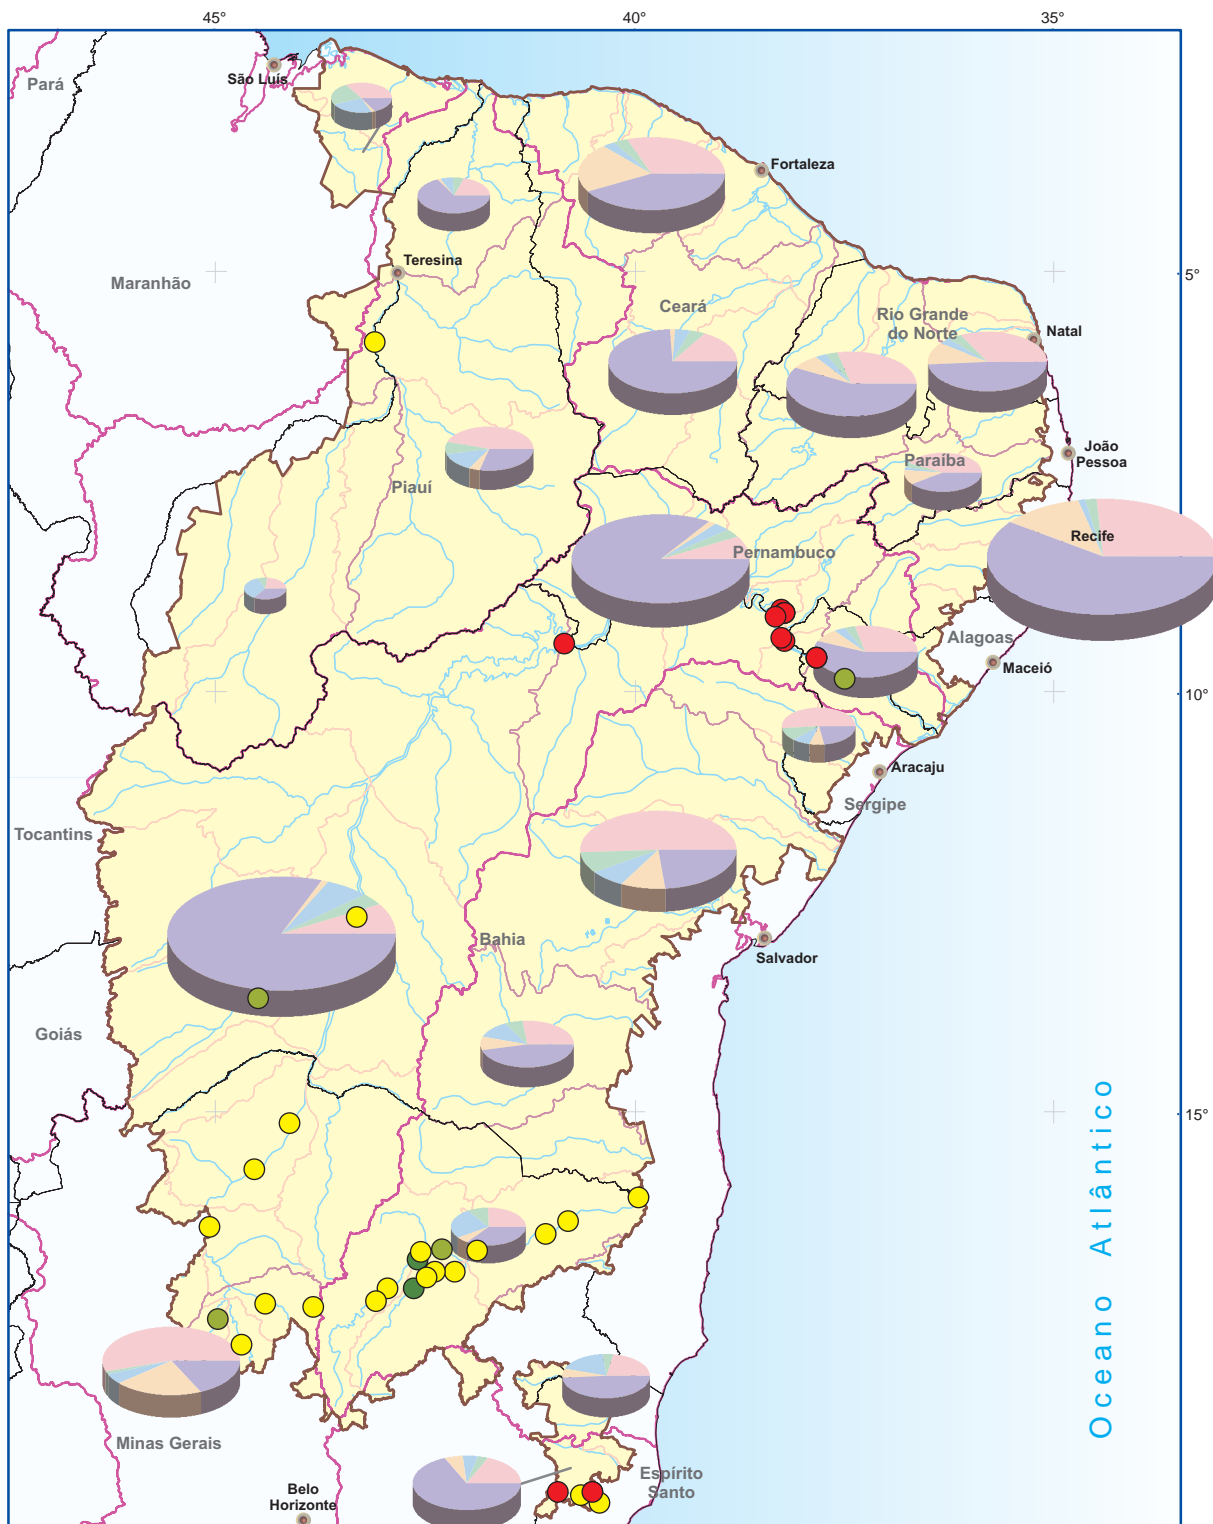 45°
40°
35°
Pará
São Luís
Fortaleza
Teresina
5°
Maranhão
Ceará
Rio Grande
do Norte
Natal
João
Pessoa
Paraíba
Piauí
Recife
Pernambuco
Alagoas
Maceió
10°
Aracaju
Sergipe
Tocantins
Bahia
Salvador
Goiás
15°
Oceano Atlântico
Minas Gerais
Espírito
Santo
Belo
Horizonte